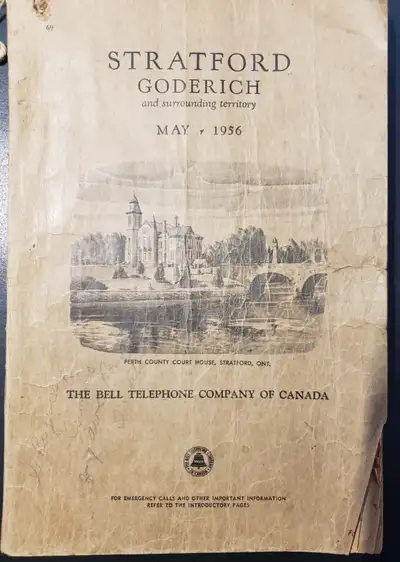 69
STRATFORD
GODERICH
and surrounding territory
MAY 1956
PERTH COUNTY COURT HOUSE, STRATFORD, ONT.
THE BELL TELEPHONE COMPANY OF CANADA
FOR EMERGENCY CALLS AND OTHER IMPORTANT INFORMATION
REFER TO THE INTRODUCTORY PAGES